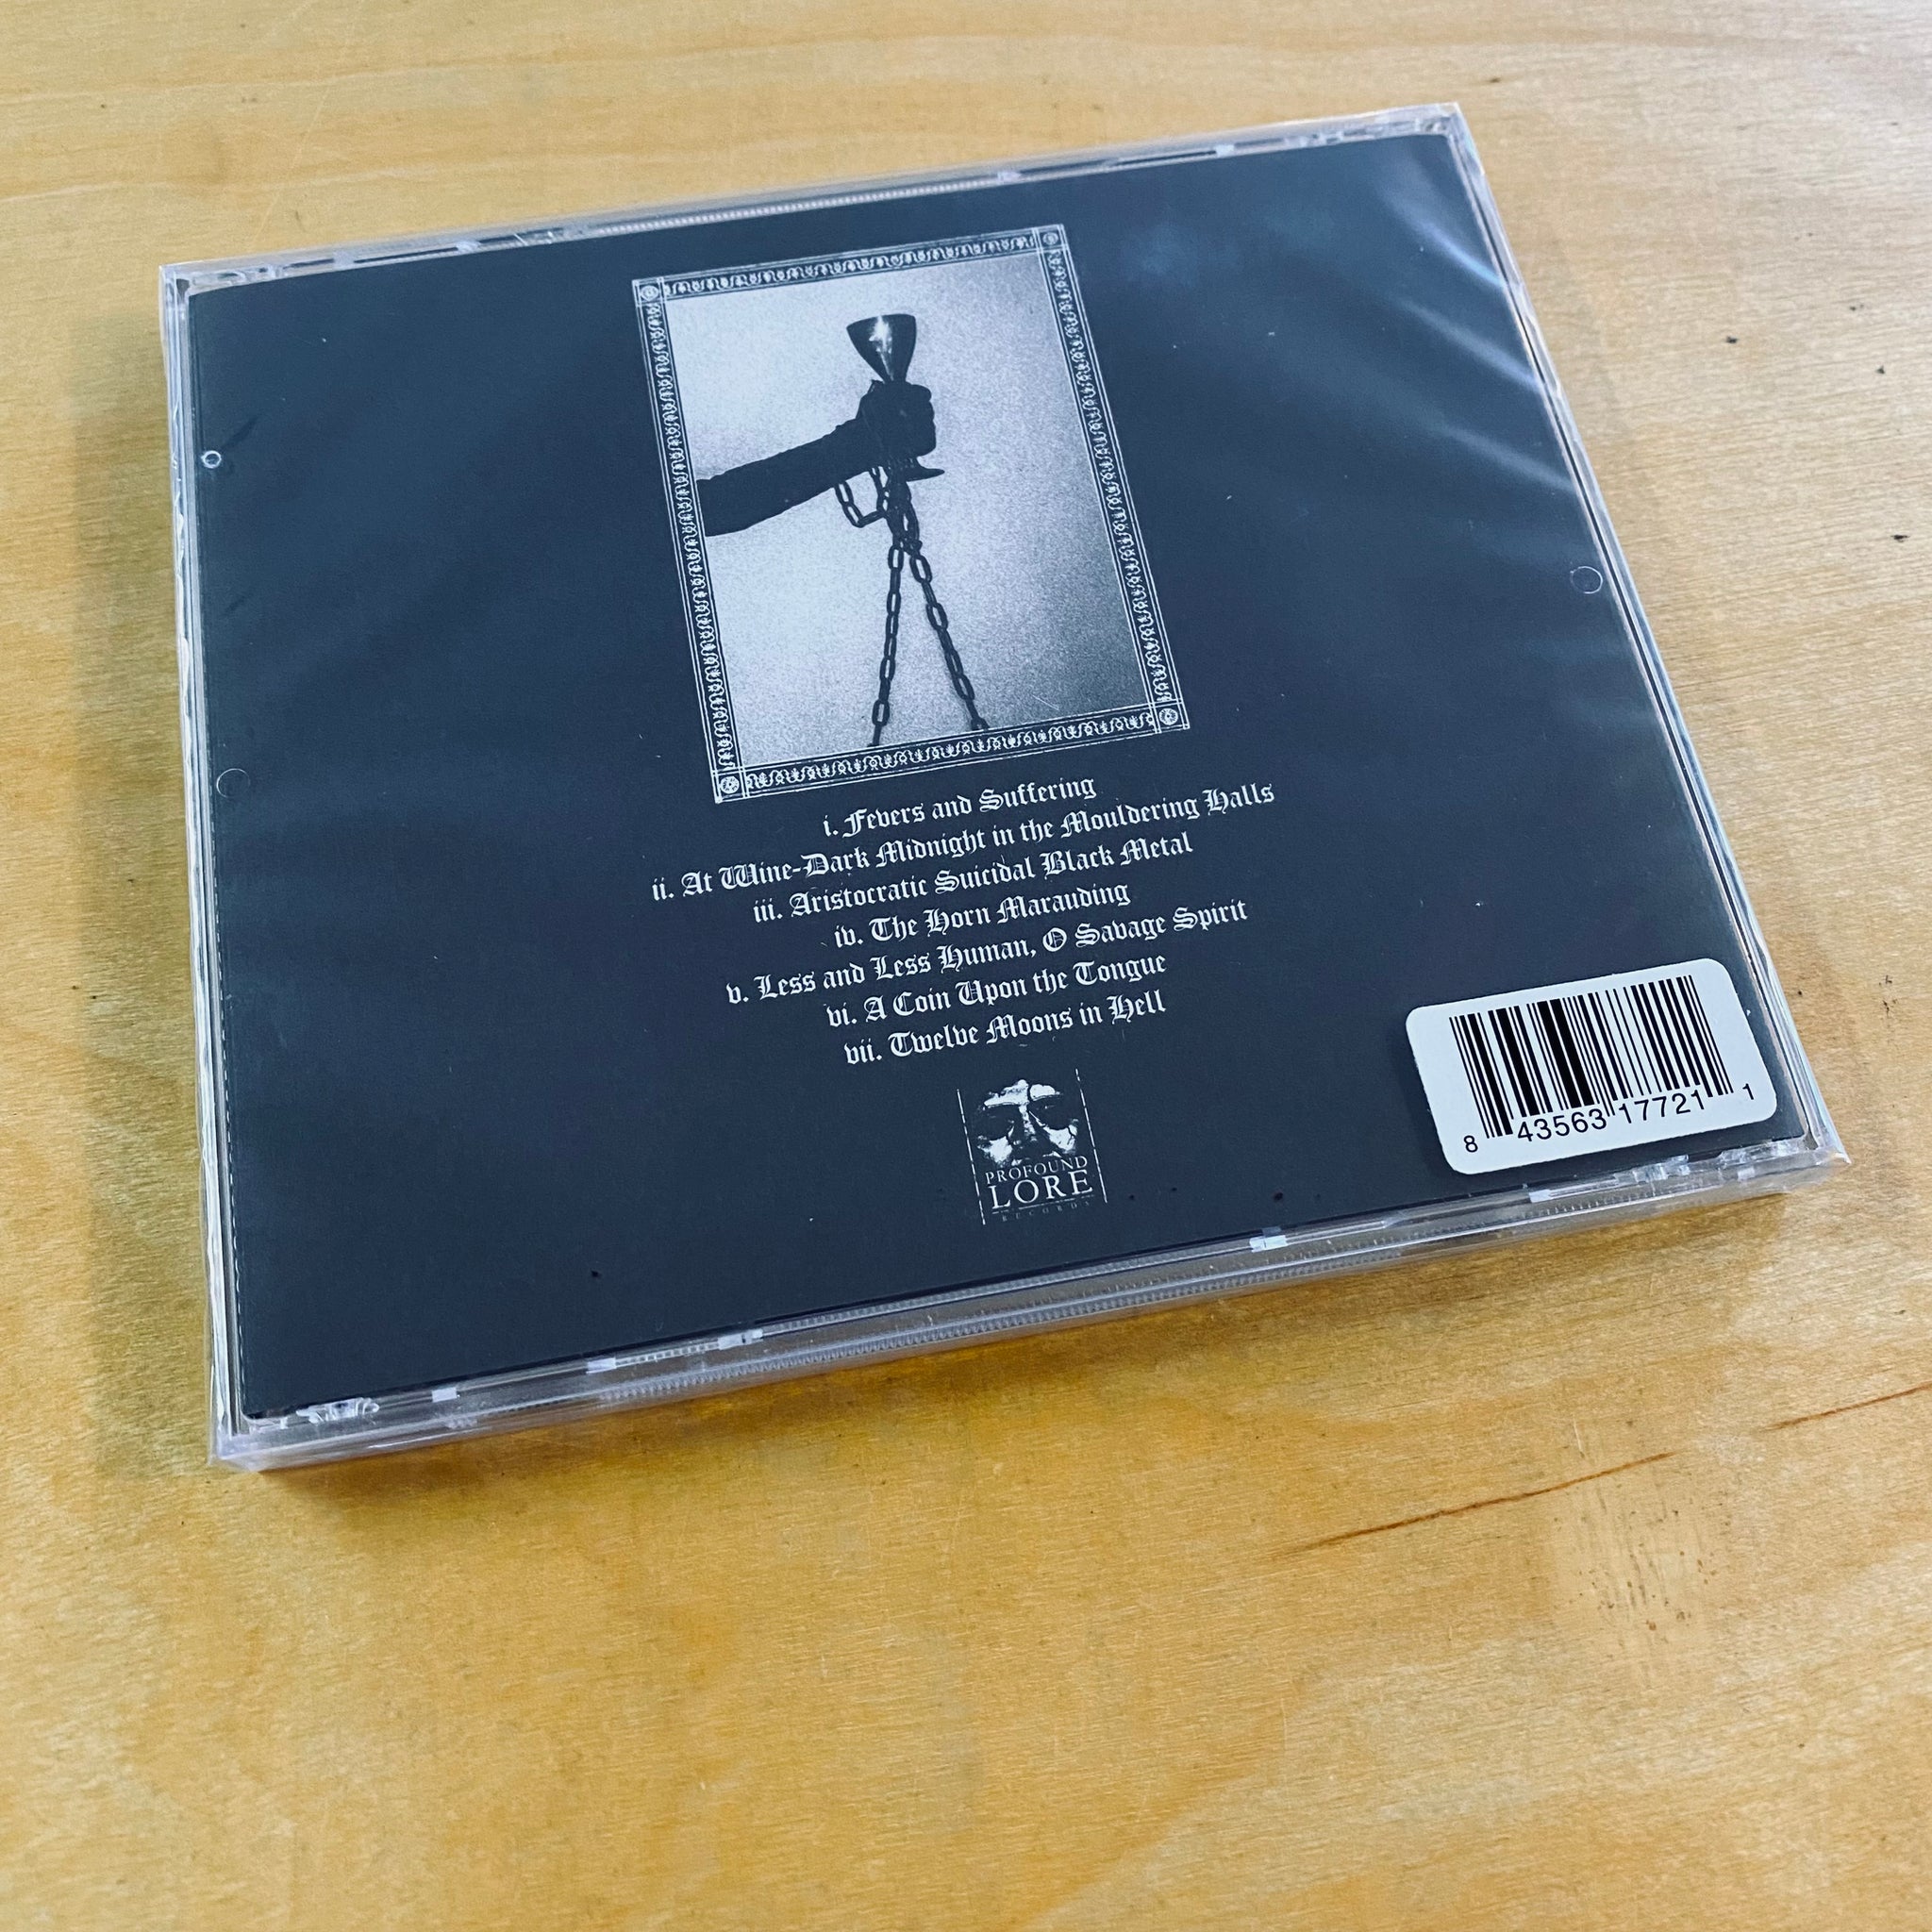 i. Fevers and Suffering
ii. At Wine-Dark Midnight in the Mouldering Halls
iii. Aristocratic Suicidal Black Metal
iv. The Horn Marauding
v. Less and Less Human, O Savage Spirit
vi. A Coin Upon the Tongue
vii. Twelve Moons in Hell
PROFOUND
LORE
RECORDS
8 43563 17721 1